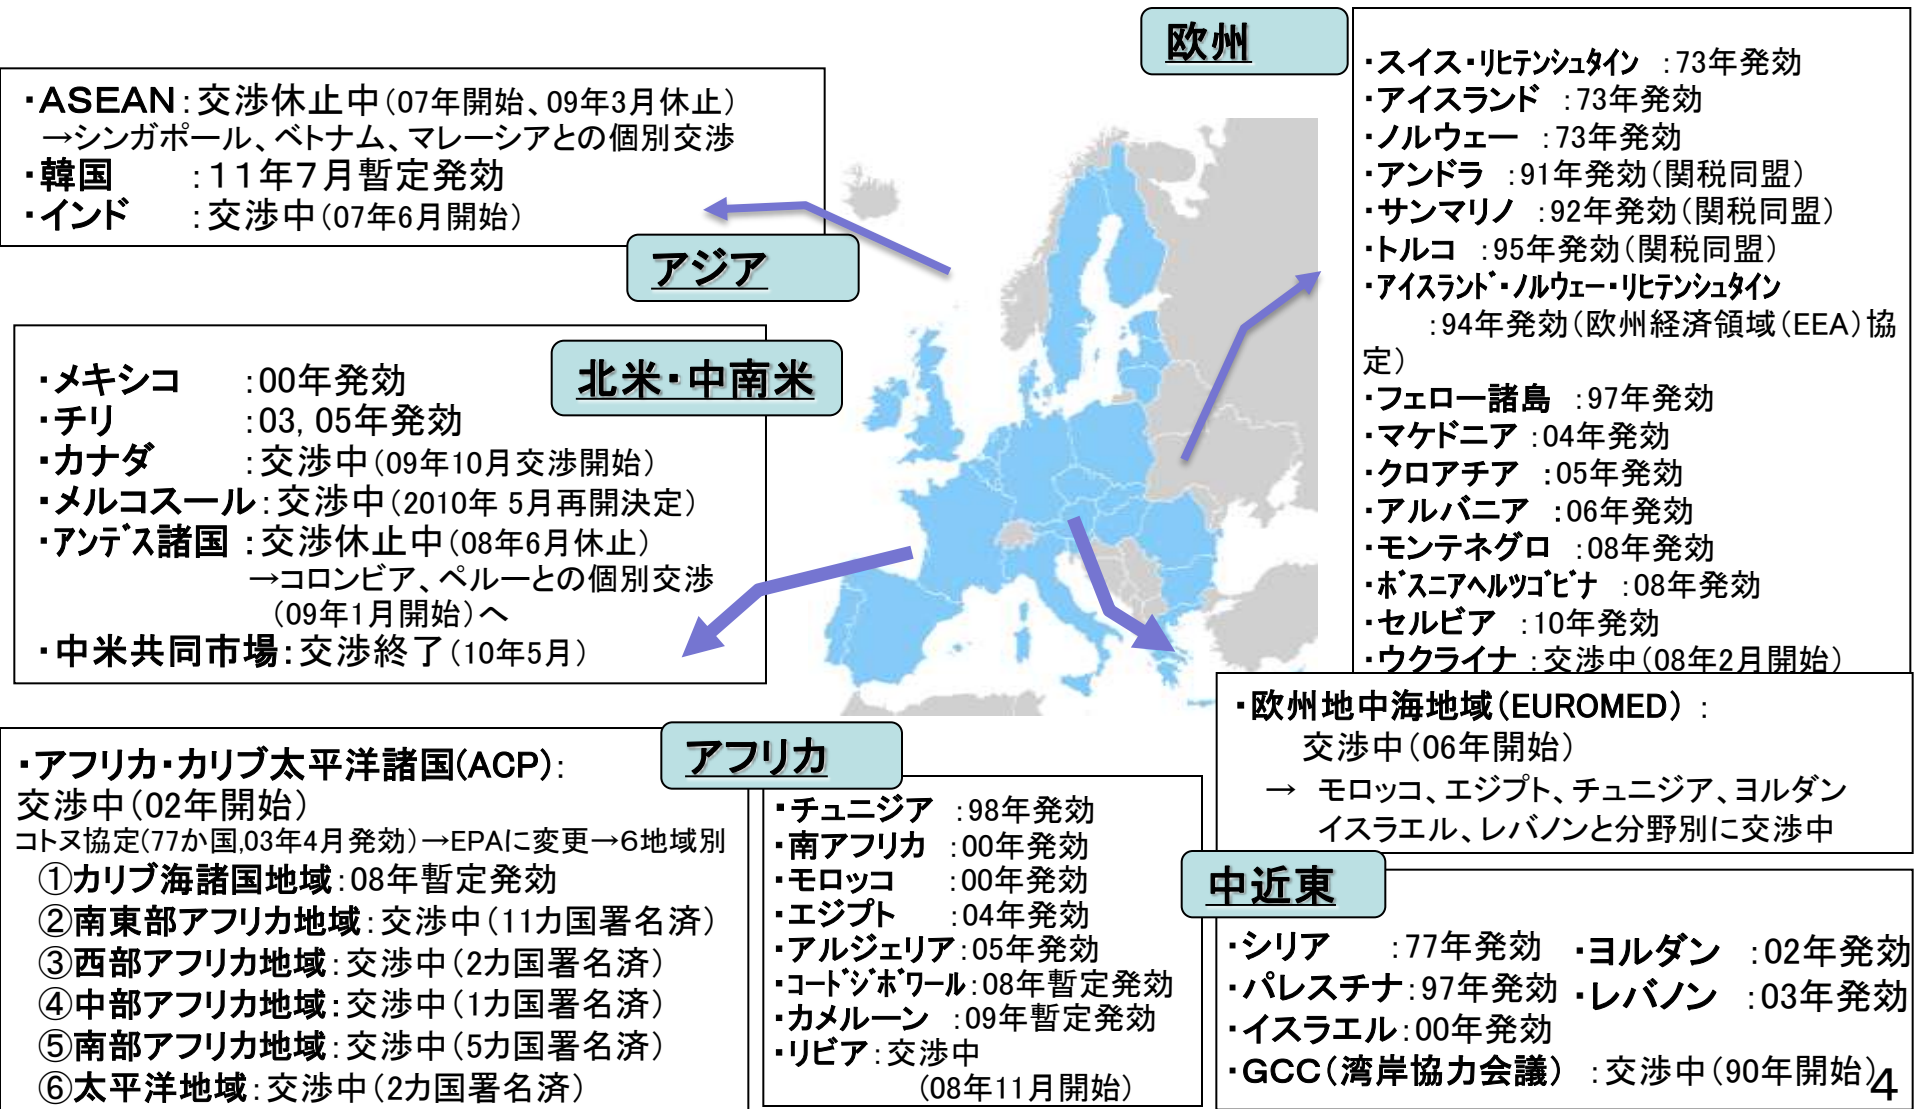 アジア
・ASEAN:交渉休止中(07年開始、09年3月休止)
→シンガポール、ベトナム、マレーシアとの個別交渉
・韓国 :11年7月暫定発効
・インド :交渉中(07年6月開始)
北米・中南米
・メキシコ :00年発効
・チリ :03, 05年発効
・カナダ :交渉中(09年10月交渉開始)
・メルコスール:交渉中(2010年 5月再開決定)
・アンデス諸国 :交渉休止中(08年6月休止)
→コロンビア、ペルーとの個別交渉
(09年1月開始)へ
・中米共同市場:交渉終了(10年5月)
欧州
・スイス・リヒテンシュタイン :73年発効
・アイスランド :73年発効
・ノルウェー :73年発効
・アンドラ :91年発効(関税同盟)
・サンマリノ :92年発効(関税同盟)
・トルコ :95年発効(関税同盟)
・アイスランド・ノルウェー・リヒテンシュタイン
:94年発効(欧州経済領域(EEA)協
定)
・フェロー諸島 :97年発効
・マケドニア :04年発効
・クロアチア :05年発効
・アルバニア :06年発効
・モンテネグロ :08年発効
・ボスニアヘルツゴビナ :08年発効
・セルビア :10年発効
・ウクライナ :交渉中(08年2月開始)
アフリカ
・アフリカ・カリブ太平洋諸国(ACP):
交渉中(02年開始)
コトヌ協定(77か国,03年4月発効)→EPAに変更→6地域別
①カリブ海諸国地域:08年暫定発効
②南東部アフリカ地域:交渉中(11カ国署名済)
③西部アフリカ地域:交渉中(2カ国署名済)
④中部アフリカ地域:交渉中(1カ国署名済)
⑤南部アフリカ地域:交渉中(5カ国署名済)
⑥太平洋地域:交渉中(2カ国署名済)
・チュニジア :98年発効
・南アフリカ :00年発効
・モロッコ :00年発効
・エジプト :04年発効
・アルジェリア:05年発効
・コードジボワール:08年暫定発効
・カメルーン :09年暫定発効
・リビア:交渉中
(08年11月開始)
・欧州地中海地域(EUROMED) :
交渉中(06年開始)
→ モロッコ、エジプト、チュニジア、ヨルダン
イスラエル、レバノンと分野別に交渉中
中近東
・シリア :77年発効 ・ヨルダン :02年発効
・パレスチナ:97年発効 ・レバノン :03年発効
・イスラエル:00年発効
・GCC(湾岸協力会議) :交渉中(90年開始)
4